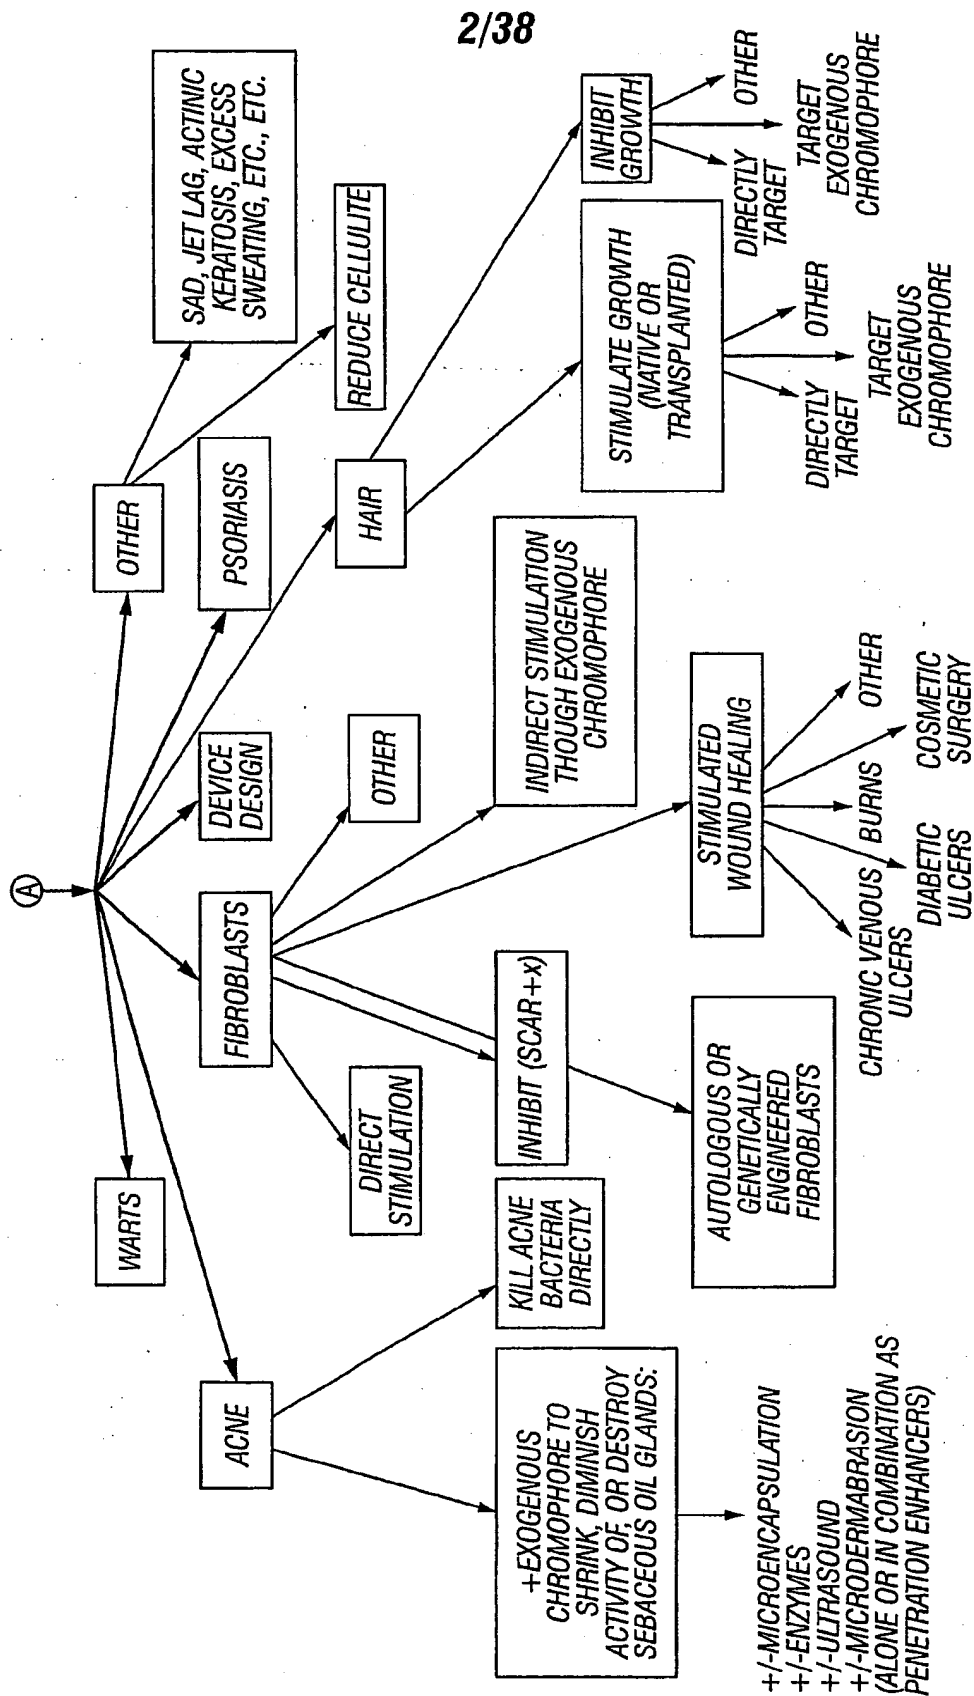 2/38
A
WARTS
OTHER
SAD, JET LAG, ACTINIC
KERATOSIS, EXCESS
SWEATING, ETC., ETC.
ACNE
FIBROBLASTS
DEVICE
DESIGN
PSORIASIS
REDUCE CELLULITE
DIRECT
STIMULATION
OTHER
HAIR
+EXOGENOUS
CHROMOPHORE TO
SHRINK, DIMINISH
ACTIVITY OF, OR DESTROY
SEBACEOUS OIL GLANDS:
KILL ACNE
BACTERIA
DIRECTLY
INHIBIT (SCAR+x)
INDIRECT STIMULATION
THOUGH EXOGENOUS
CHROMOPHORE
STIMULATE GROWTH
(NATIVE OR
TRANSPLANTED)
INHIBIT
GROWTH
AUTOLOGOUS OR
GENETICALLY
ENGINEERED
FIBROBLASTS
STIMULATED
WOUND HEALING
DIRECTLY
TARGET
OTHER
TARGET
EXOGENOUS
CHROMOPHORE
DIRECTLY
TARGET
OTHER
TARGET
EXOGENOUS
CHROMOPHORE
+/-MICROENCAPSULATION
+/-ENZYMES
+/-ULTRASOUND
+/-MICRODERMABRASION
(ALONE OR IN COMBINATION AS
PENETRATION ENHANCERS)
CHRONIC VENOUS
ULCERS
DIABETIC
ULCERS
BURNS
COSMETIC
SURGERY
OTHER